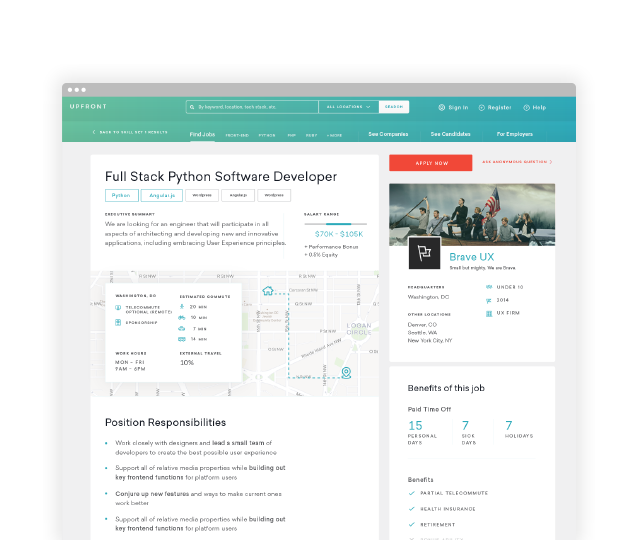 UPFRONT
By keyword, location, tech stack, etc.
ALL LOCATIONS
SEARCH
Sign In
Register
Help
Find Jobs
FRONT-END
PYTHON
PHP
RUBY
+ MORE
See Companies
See Candidates
For Employers
Full Stack Python Software Developer
Python
Angular.js
Wordpress
Angular.js
Wordpress
EXECUTIVE SUMMARY
We are looking for an engineer that will participate in all
aspects of architecting and developing new and innovative
applications, including embracing User Experience principles.
SALARY RANGE
$70K - $105K
+ Performance Bonus
+ 0.5% Equity
APPLY NOW
ASK ANONYMOUS QUESTION
Brave UX
Small but mighty. We are Brave.
HEADQUARTERS
Washington, DC
OTHER LOCATIONS
Denver, CO
Seattle, WA
New York City, NY
UNDER 10
2014
UX FIRM
WASHINGTON, DC
TELECOMMUTE
OPTIONAL (REMOTE)
SPONSORSHIP
ESTIMATED COMMUTE
20 MIN
18 MIN
7 MIN
14 MIN
WORK HOURS
MON – FRI
9AM – 5PM
EXTERNAL TRAVEL
10%
LOGAN
CIRCLE
Rhode Island Ave NW
Position Responsibilities
Work closely with designers and lead a small team of
developers to create the best possible user experience
Support all of relative media properties while building out
key frontend functions for platform users
Conjure up new features and ways to make current ones
work better
Support all of relative media properties while building out
key frontend functions for platform users
Benefits of this job
Paid Time Off
15
PERSONAL
DAYS
7
SICK
DAYS
7
HOLIDAYS
Benefits
PARTIAL TELECOMMUTE
HEALTH INSURANCE
RETIREMENT